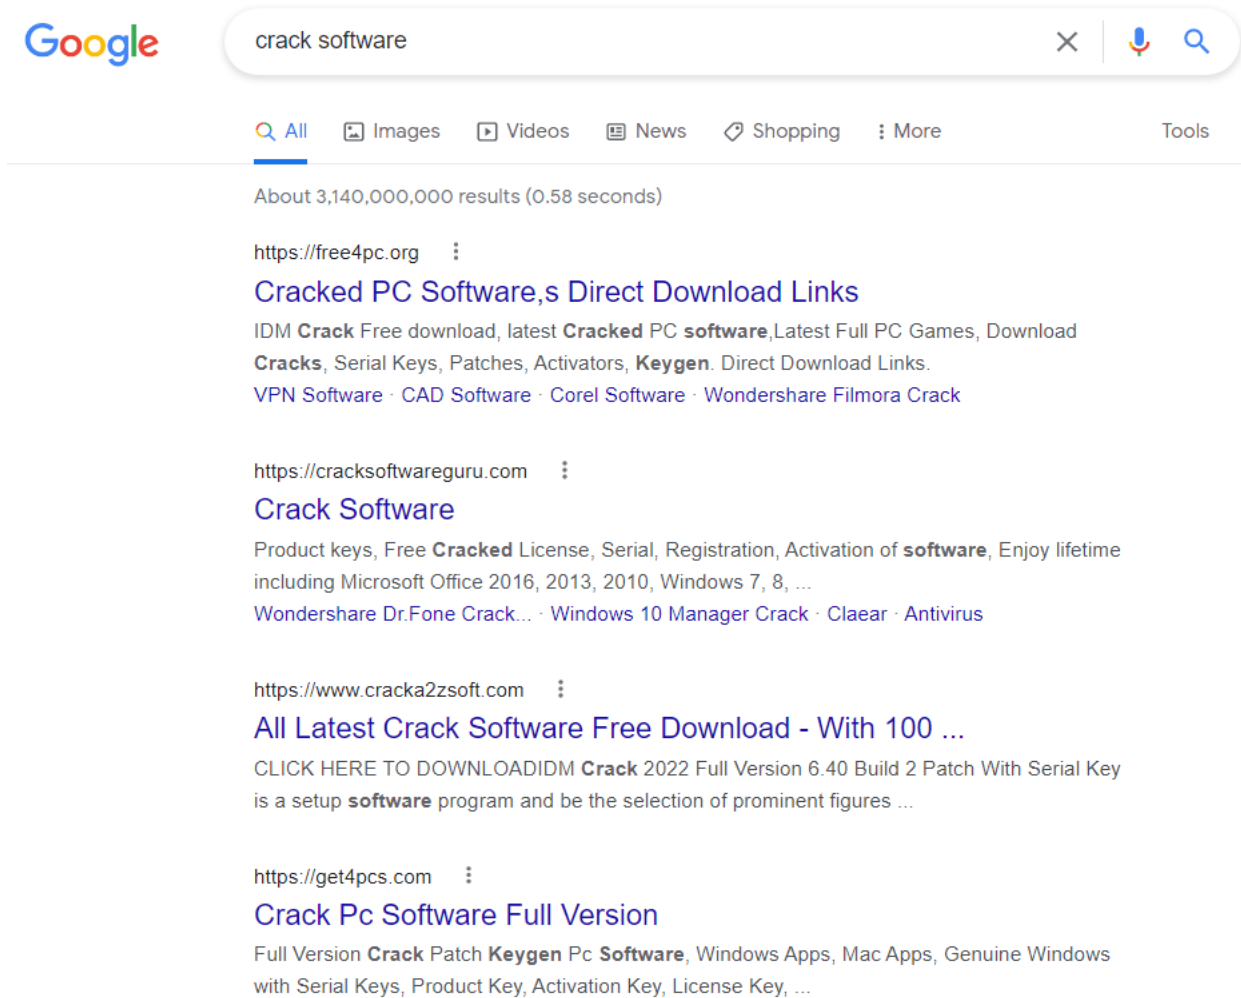 Google
crack software
All Images Videos News Shopping More Tools
About 3,140,000,000 results (0.58 seconds)
https://free4pc.org
Cracked PC Software,s Direct Download Links
IDM Crack Free download, latest Cracked PC software,Latest Full PC Games, Download
Cracks, Serial Keys, Patches, Activators, Keygen. Direct Download Links.
VPN Software · CAD Software · Corel Software · Wondershare Filmora Crack
https://cracksoftwareguru.com
Crack Software
Product keys, Free Cracked License, Serial, Registration, Activation of software, Enjoy lifetime
including Microsoft Office 2016, 2013, 2010, Windows 7, 8, ...
Wondershare Dr.Fone Crack... · Windows 10 Manager Crack · Claear · Antivirus
https://www.cracka2zsoft.com
All Latest Crack Software Free Download - With 100 ...
CLICK HERE TO DOWNLOADIDM Crack 2022 Full Version 6.40 Build 2 Patch With Serial Key
is a setup software program and be the selection of prominent figures ...
https://get4pcs.com
Crack Pc Software Full Version
Full Version Crack Patch Keygen Pc Software, Windows Apps, Mac Apps, Genuine Windows
with Serial Keys, Product Key, Activation Key, License Key, ...